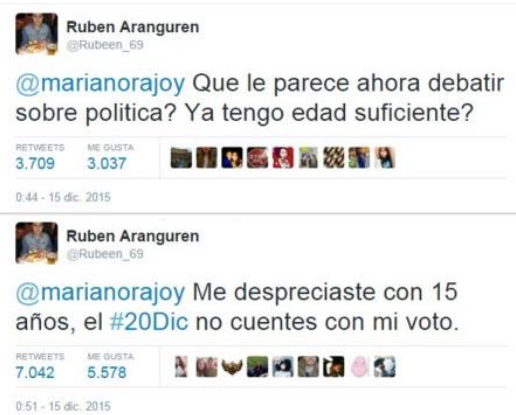 Ruben Aranguren
@Rubeen_69
@marianorajoy Que le parece ahora debatir
sobre politica? Ya tengo edad suficiente?
RETWEETS ME GUSTA
3.709 3.037
0:44 - 15 dic. 2015
Ruben Aranguren
@Rubeen_69
@marianorajoy Me despreciaste con 15
años, el #20Dic no cuentes con mi voto.
RETWEETS ME GUSTA
7.042 5.578
0:51 - 15 dic. 2015